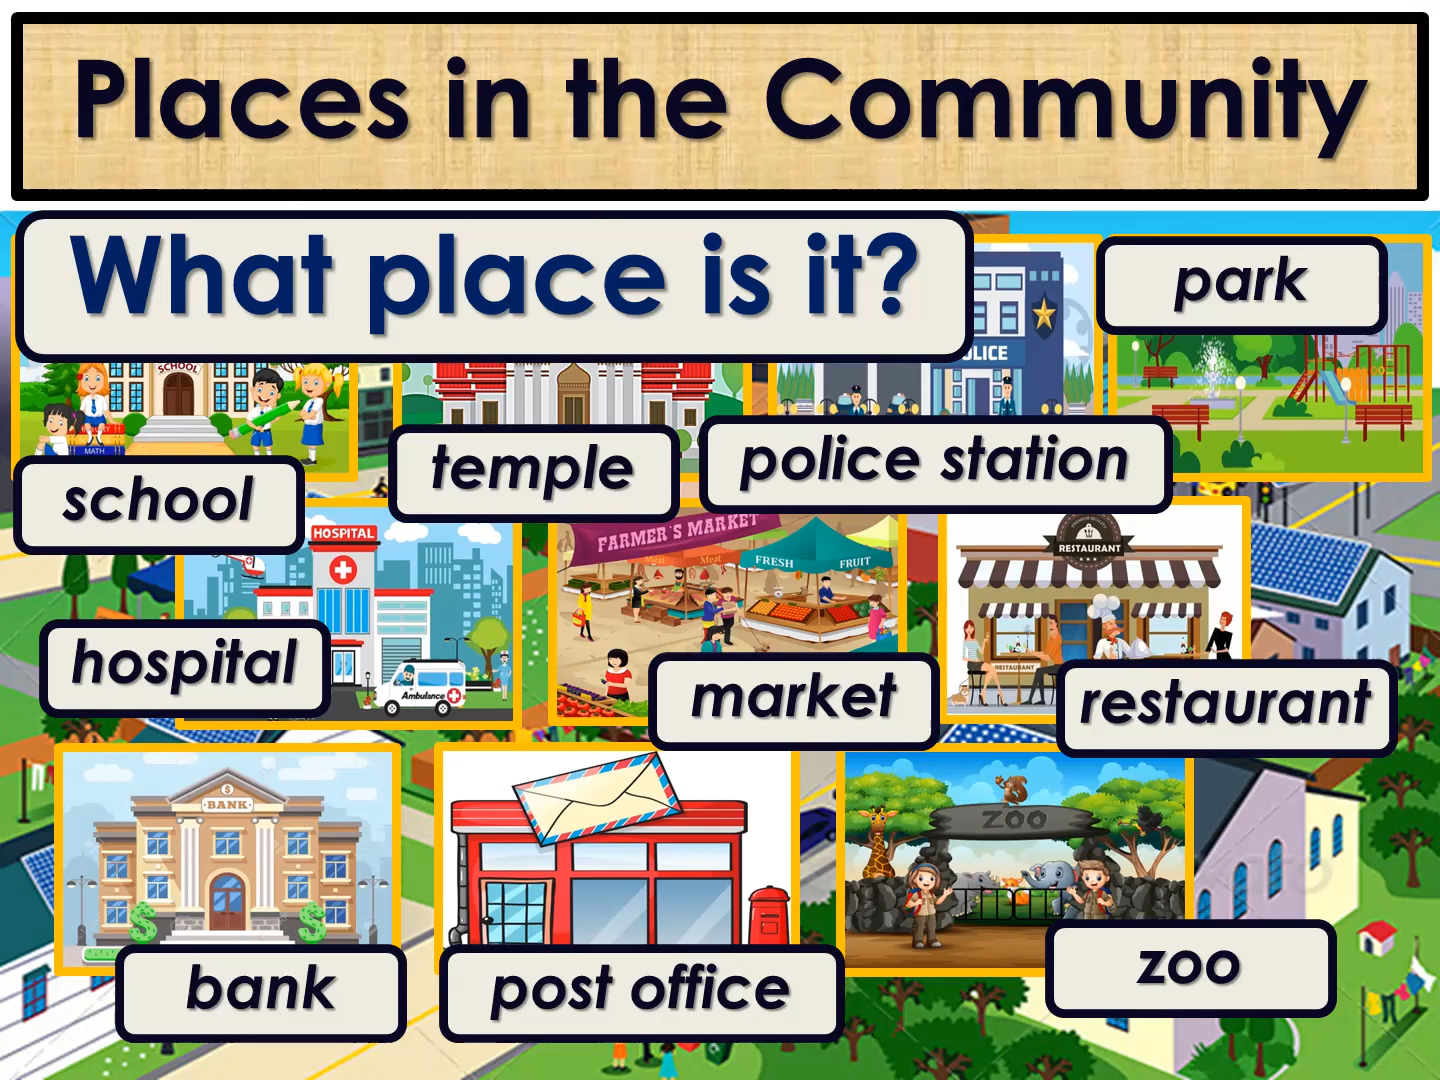 Places in the Community
What place is it?
park
SCHOOL
MATH
OLICE
school
temple
police station
HOSPITAL
Ambulance
hospital
FARMER'S MARKET
Meat
Meat
FRESH
FRUIT
market
RESTAURANT
RESTAURANT
restaurant
$
BANK
bank
post office
ZOO
zoo